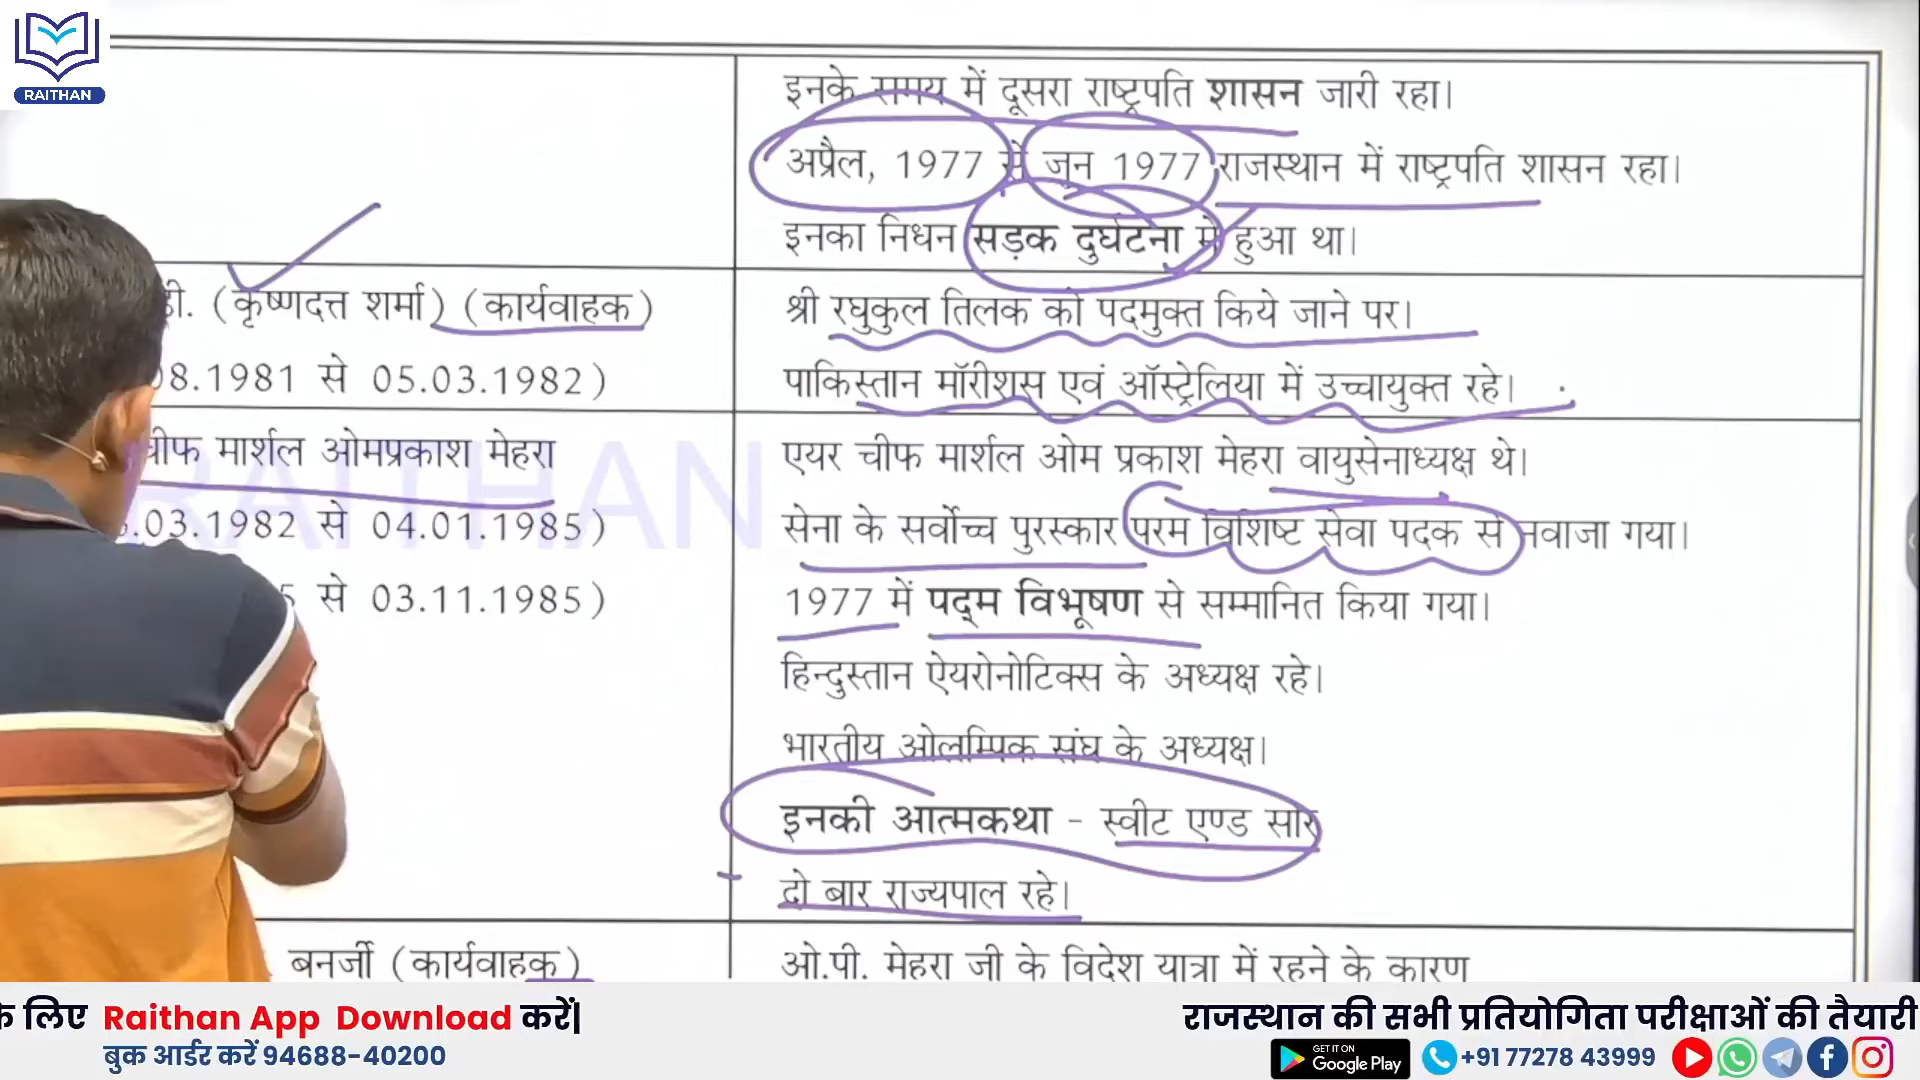 RAITHAN
इनके समय में दूसरा राष्ट्रपति शासन जारी रहा।
अप्रैल, 1977 से जून 1977 राजस्थान में राष्ट्रपति शासन रहा।
इनका निधन सड़क दुर्घटना में हुआ था।
डी. (कृष्णदत्त शर्मा) (कार्यवाहक)
08.1981 से 05.03.1982)
श्री रघुकुल तिलक को पदमुक्त किये जाने पर।
पाकिस्तान मॉरीशस एवं ऑस्ट्रेलिया में उच्चायुक्त रहे।
चीफ मार्शल ओमप्रकाश मेहरा
.03.1982 से 04.01.1985)
से 03.11.1985)
एयर चीफ मार्शल ओम प्रकाश मेहरा वायुसेनाध्यक्ष थे।
सेना के सर्वोच्च पुरस्कार परम विशिष्ट सेवा पदक से नवाजा गया।
1977 में पद्म विभूषण से सम्मानित किया गया।
हिन्दुस्तान ऐयरोनोटिक्स के अध्यक्ष रहे।
भारतीय ओलम्पिक संघ के अध्यक्ष।
इनकी आत्मकथा - स्वीट एण्ड सार
दो बार राज्यपाल रहे।
बनर्जी (कार्यवाहक)
ओ.पी. मेहरा जी के विदेश यात्रा में रहने के कारण
RAITHAN
के लिए Raithan App Download करें|
बुक आर्डर करें 94688-40200
राजस्थान की सभी प्रतियोगिता परीक्षाओं की तैयारी
GET IT ON
Google Play
+91 77278 43999